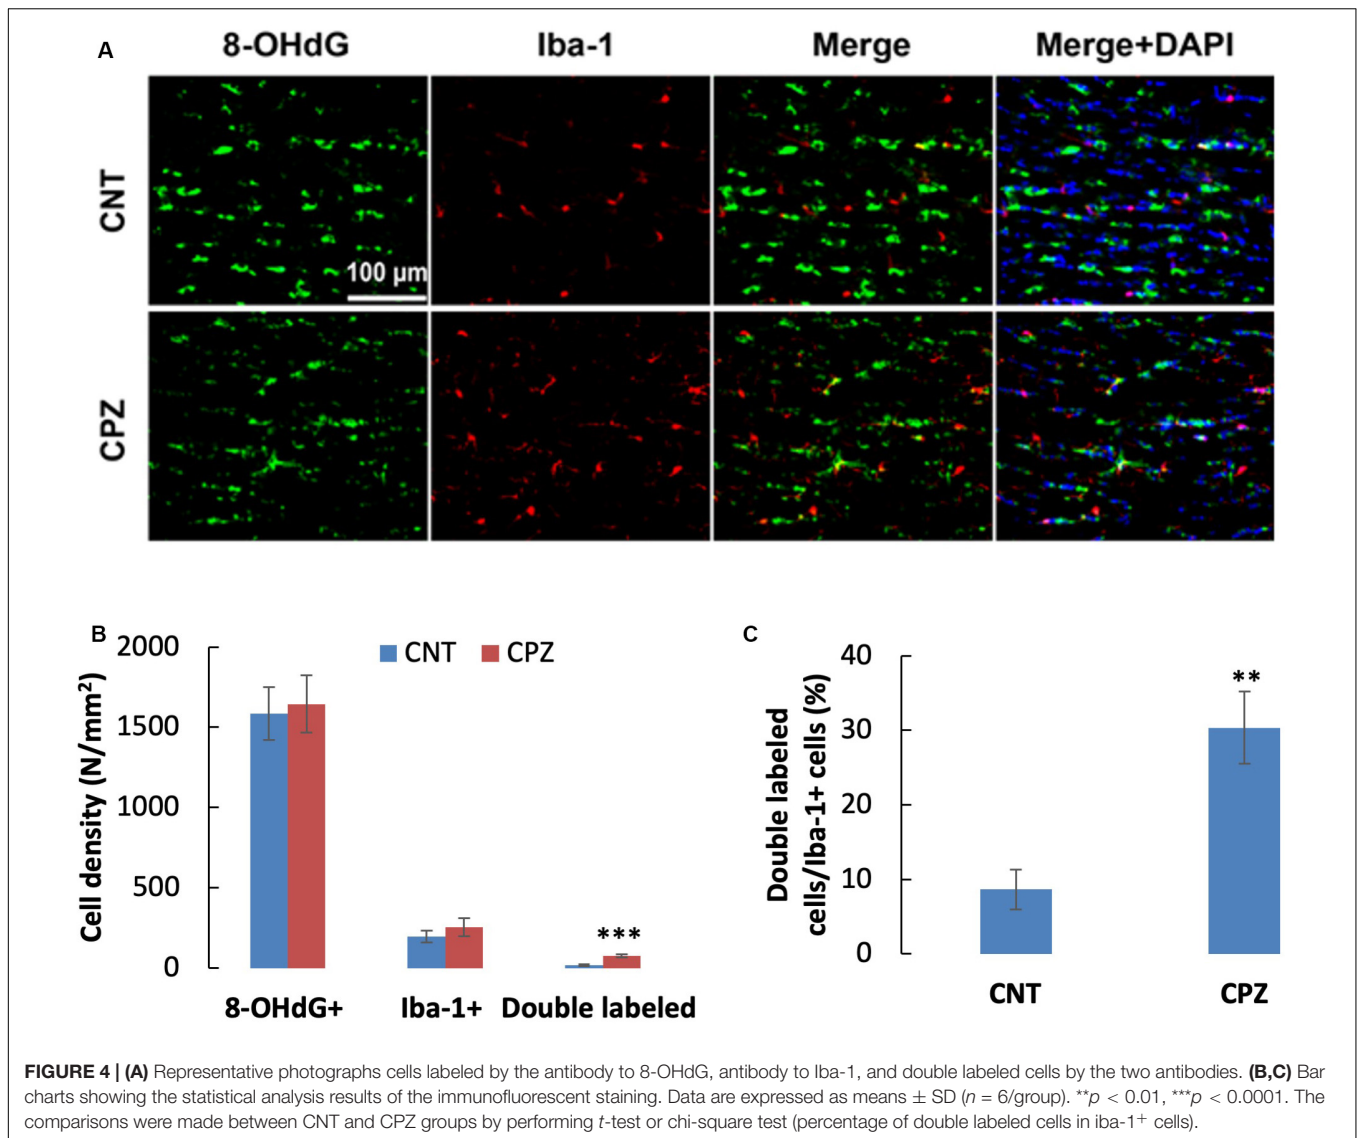 A
8-OHdG Iba-1 Merge Merge+DAPI
CNT
100 μm
CPZ
B
2000
1500
1000
500
0
Cell density (N/mm²)
CNT CPZ
***
8-OHdG+ Iba-1+ Double labeled
C
40
30
20
10
0
Double labeled
cells/Iba-1+ cells (%)
**
CNT CPZ
FIGURE 4 | (A) Representative photographs cells labeled by the antibody to 8-OHdG, antibody to Iba-1, and double labeled cells by the two antibodies. (B,C) Bar
charts showing the statistical analysis results of the immunofluorescent staining. Data are expressed as means ± SD (n = 6/group). **p < 0.01, ***p < 0.0001. The
comparisons were made between CNT and CPZ groups by performing t-test or chi-square test (percentage of double labeled cells in iba-1⁺ cells).